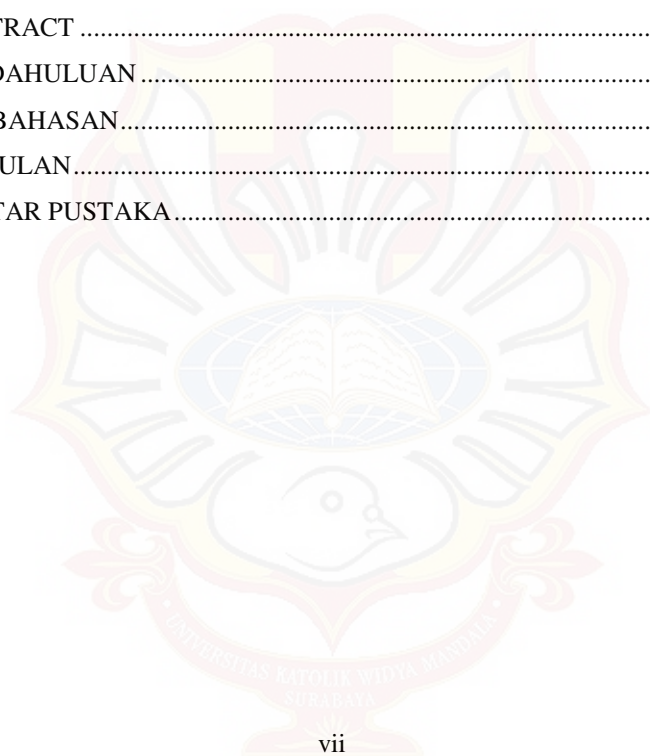 TRACT ........................................................................................
DAHULUAN ................................................................................
BAHASAN...................................................................................
ULAN..........................................................................................
TAR PUSTAKA...........................................................................
UNIVERSITAS KATOLIK WIDYA MANDALA
SURABAYA
vii